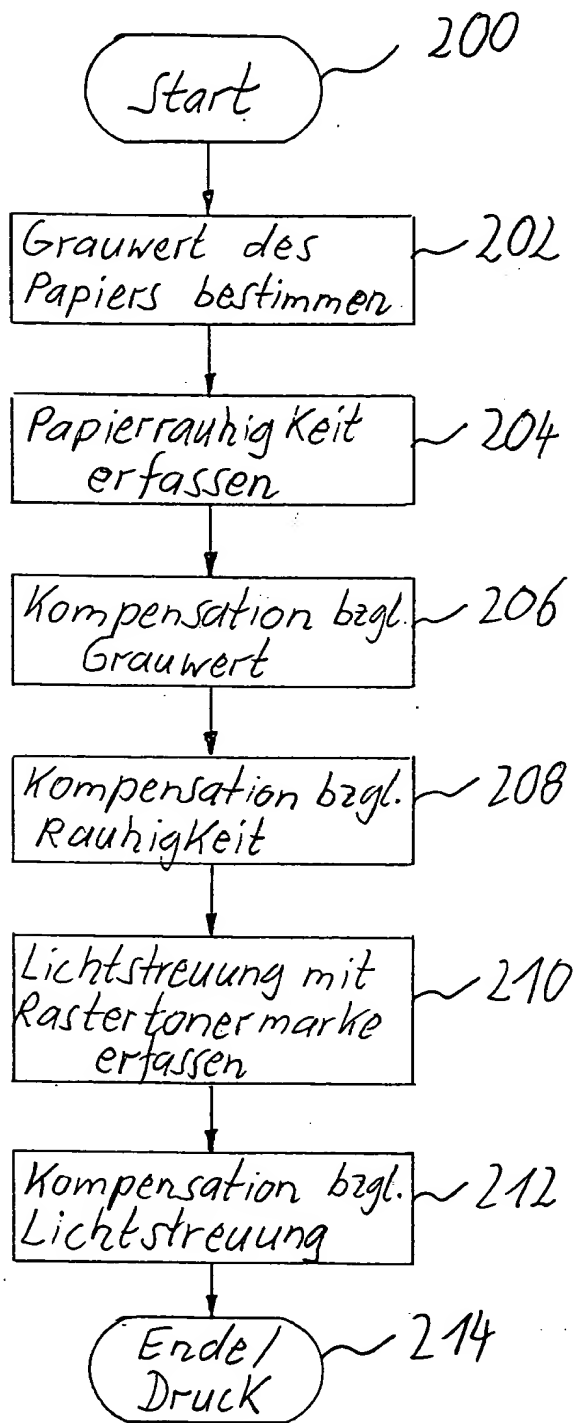 200
Start
Grauwert des
Papiers bestimmen
202
Papierrauhigkeit
erfassen
204
Kompensation bzgl.
Grauwert
206
Kompensation bzgl.
Rauhigkeit
208
Lichtstreuung mit
Rastertonermarke
erfassen
210
Kompensation bzgl.
Lichtstreuung
212
Ende/
Druck
214